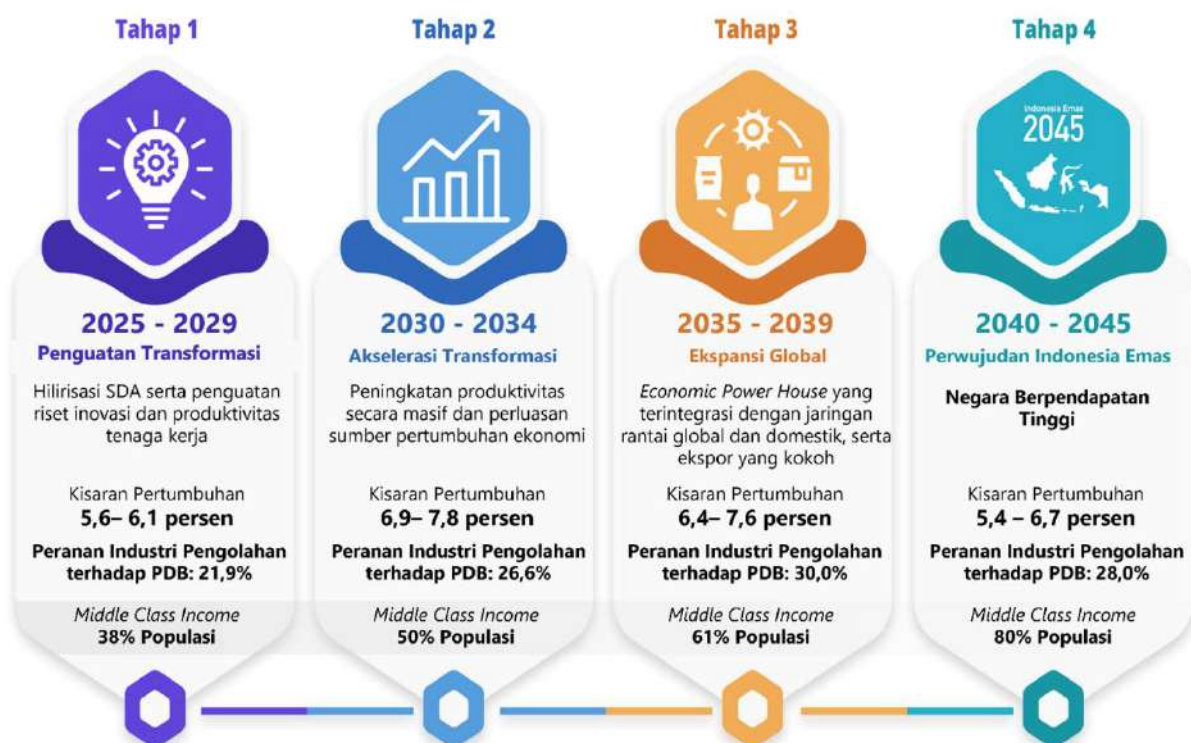 Tahap 1
Indonesia Emas
2045
2025 - 2029
Penguatan Transformasi
Hilirisasi SDA serta penguatan
riset inovasi dan produktivitas
tenaga kerja
Kisaran Pertumbuhan
5,6– 6,1 persen
Peranan Industri Pengolahan
terhadap PDB: 21,9%
Middle Class Income
38% Populasi
Tahap 2
2030 - 2034
Akselerasi Transformasi
Peningkatan produktivitas
secara masif dan perluasan
sumber pertumbuhan ekonomi
Kisaran Pertumbuhan
6,9– 7,8 persen
Peranan Industri Pengolahan
terhadap PDB: 26,6%
Middle Class Income
50% Populasi
Tahap 3
2035 - 2039
Ekspansi Global
Economic Power House yang
terintegrasi dengan jaringan
rantai global dan domestik, serta
ekspor yang kokoh
Kisaran Pertumbuhan
6,4– 7,6 persen
Peranan Industri Pengolahan
terhadap PDB: 30,0%
Middle Class Income
61% Populasi
Tahap 4
2040 - 2045
Perwujudan Indonesia Emas
Negara Berpendapatan
Tinggi
Kisaran Pertumbuhan
5,4 – 6,7 persen
Peranan Industri Pengolahan
terhadap PDB: 28,0%
Middle Class Income
80% Populasi